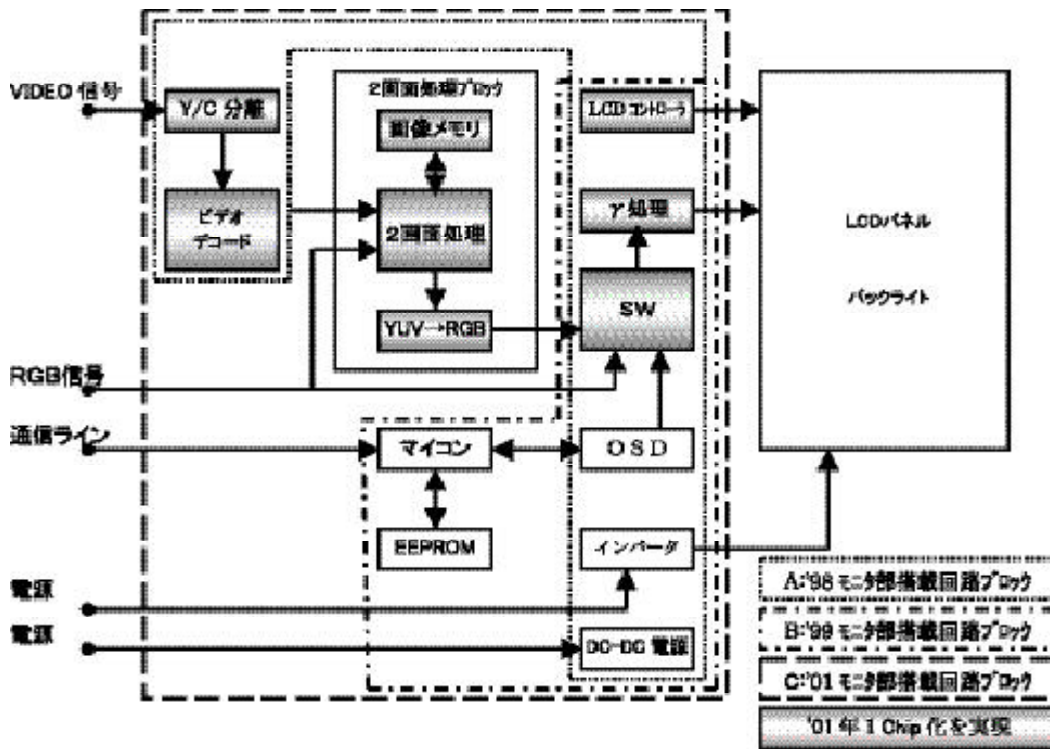 VIDEO 信号
Y/C 分離
ビデオ
デコード
2画面処理ブロック
画像メモリ
2画面処理
YUV→RGB
LCDコントローラ
γ処理
SW
LCDパネル
バックライト
RGB信号
通信ライン
マイコン
OSD
EEPROM
インバータ
電源
電源
DC-DC 電源
A:'98 モニタ部搭載回路ブロック
B:'99 モニタ部搭載回路ブロック
C:'01 モニタ部搭載回路ブロック
'01 年 1 Chip 化を実現